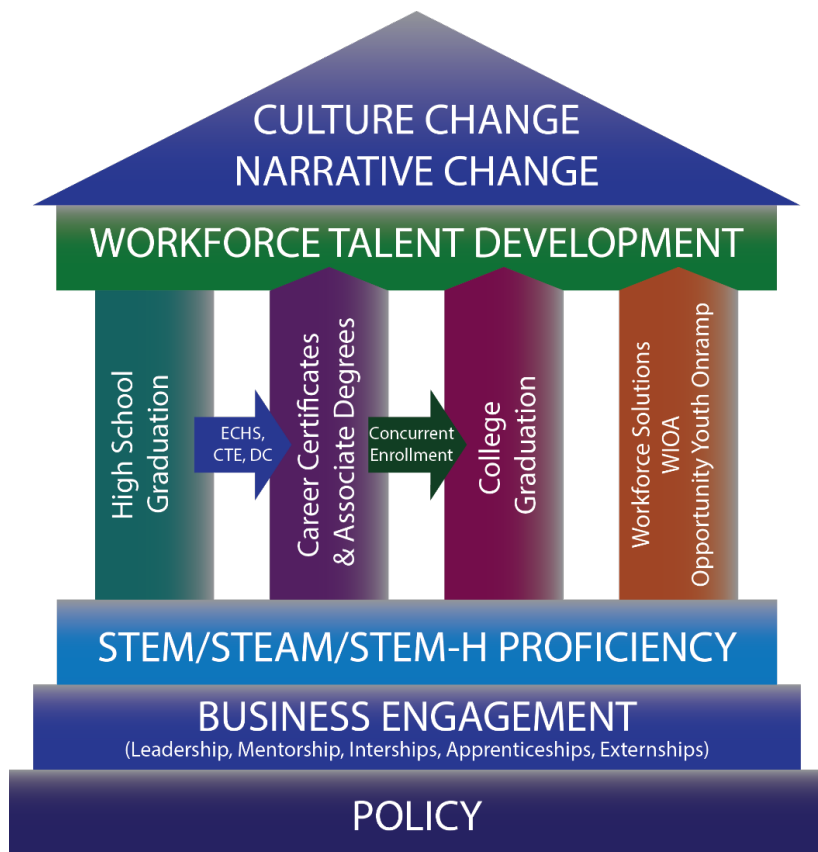 CULTURE CHANGE
NARRATIVE CHANGE
WORKFORCE TALENT DEVELOPMENT
High School
Graduation
ECHS,
CTE, DC
Career Certificates
& Associate Degrees
Concurrent
Enrollment
College
Graduation
Workforce Solutions
WIOA
Opportunity Youth Onramp
STEM/STEAM/STEM-H PROFICIENCY
BUSINESS ENGAGEMENT
(Leadership, Mentorship, Interships, Apprenticeships, Externships)
POLICY